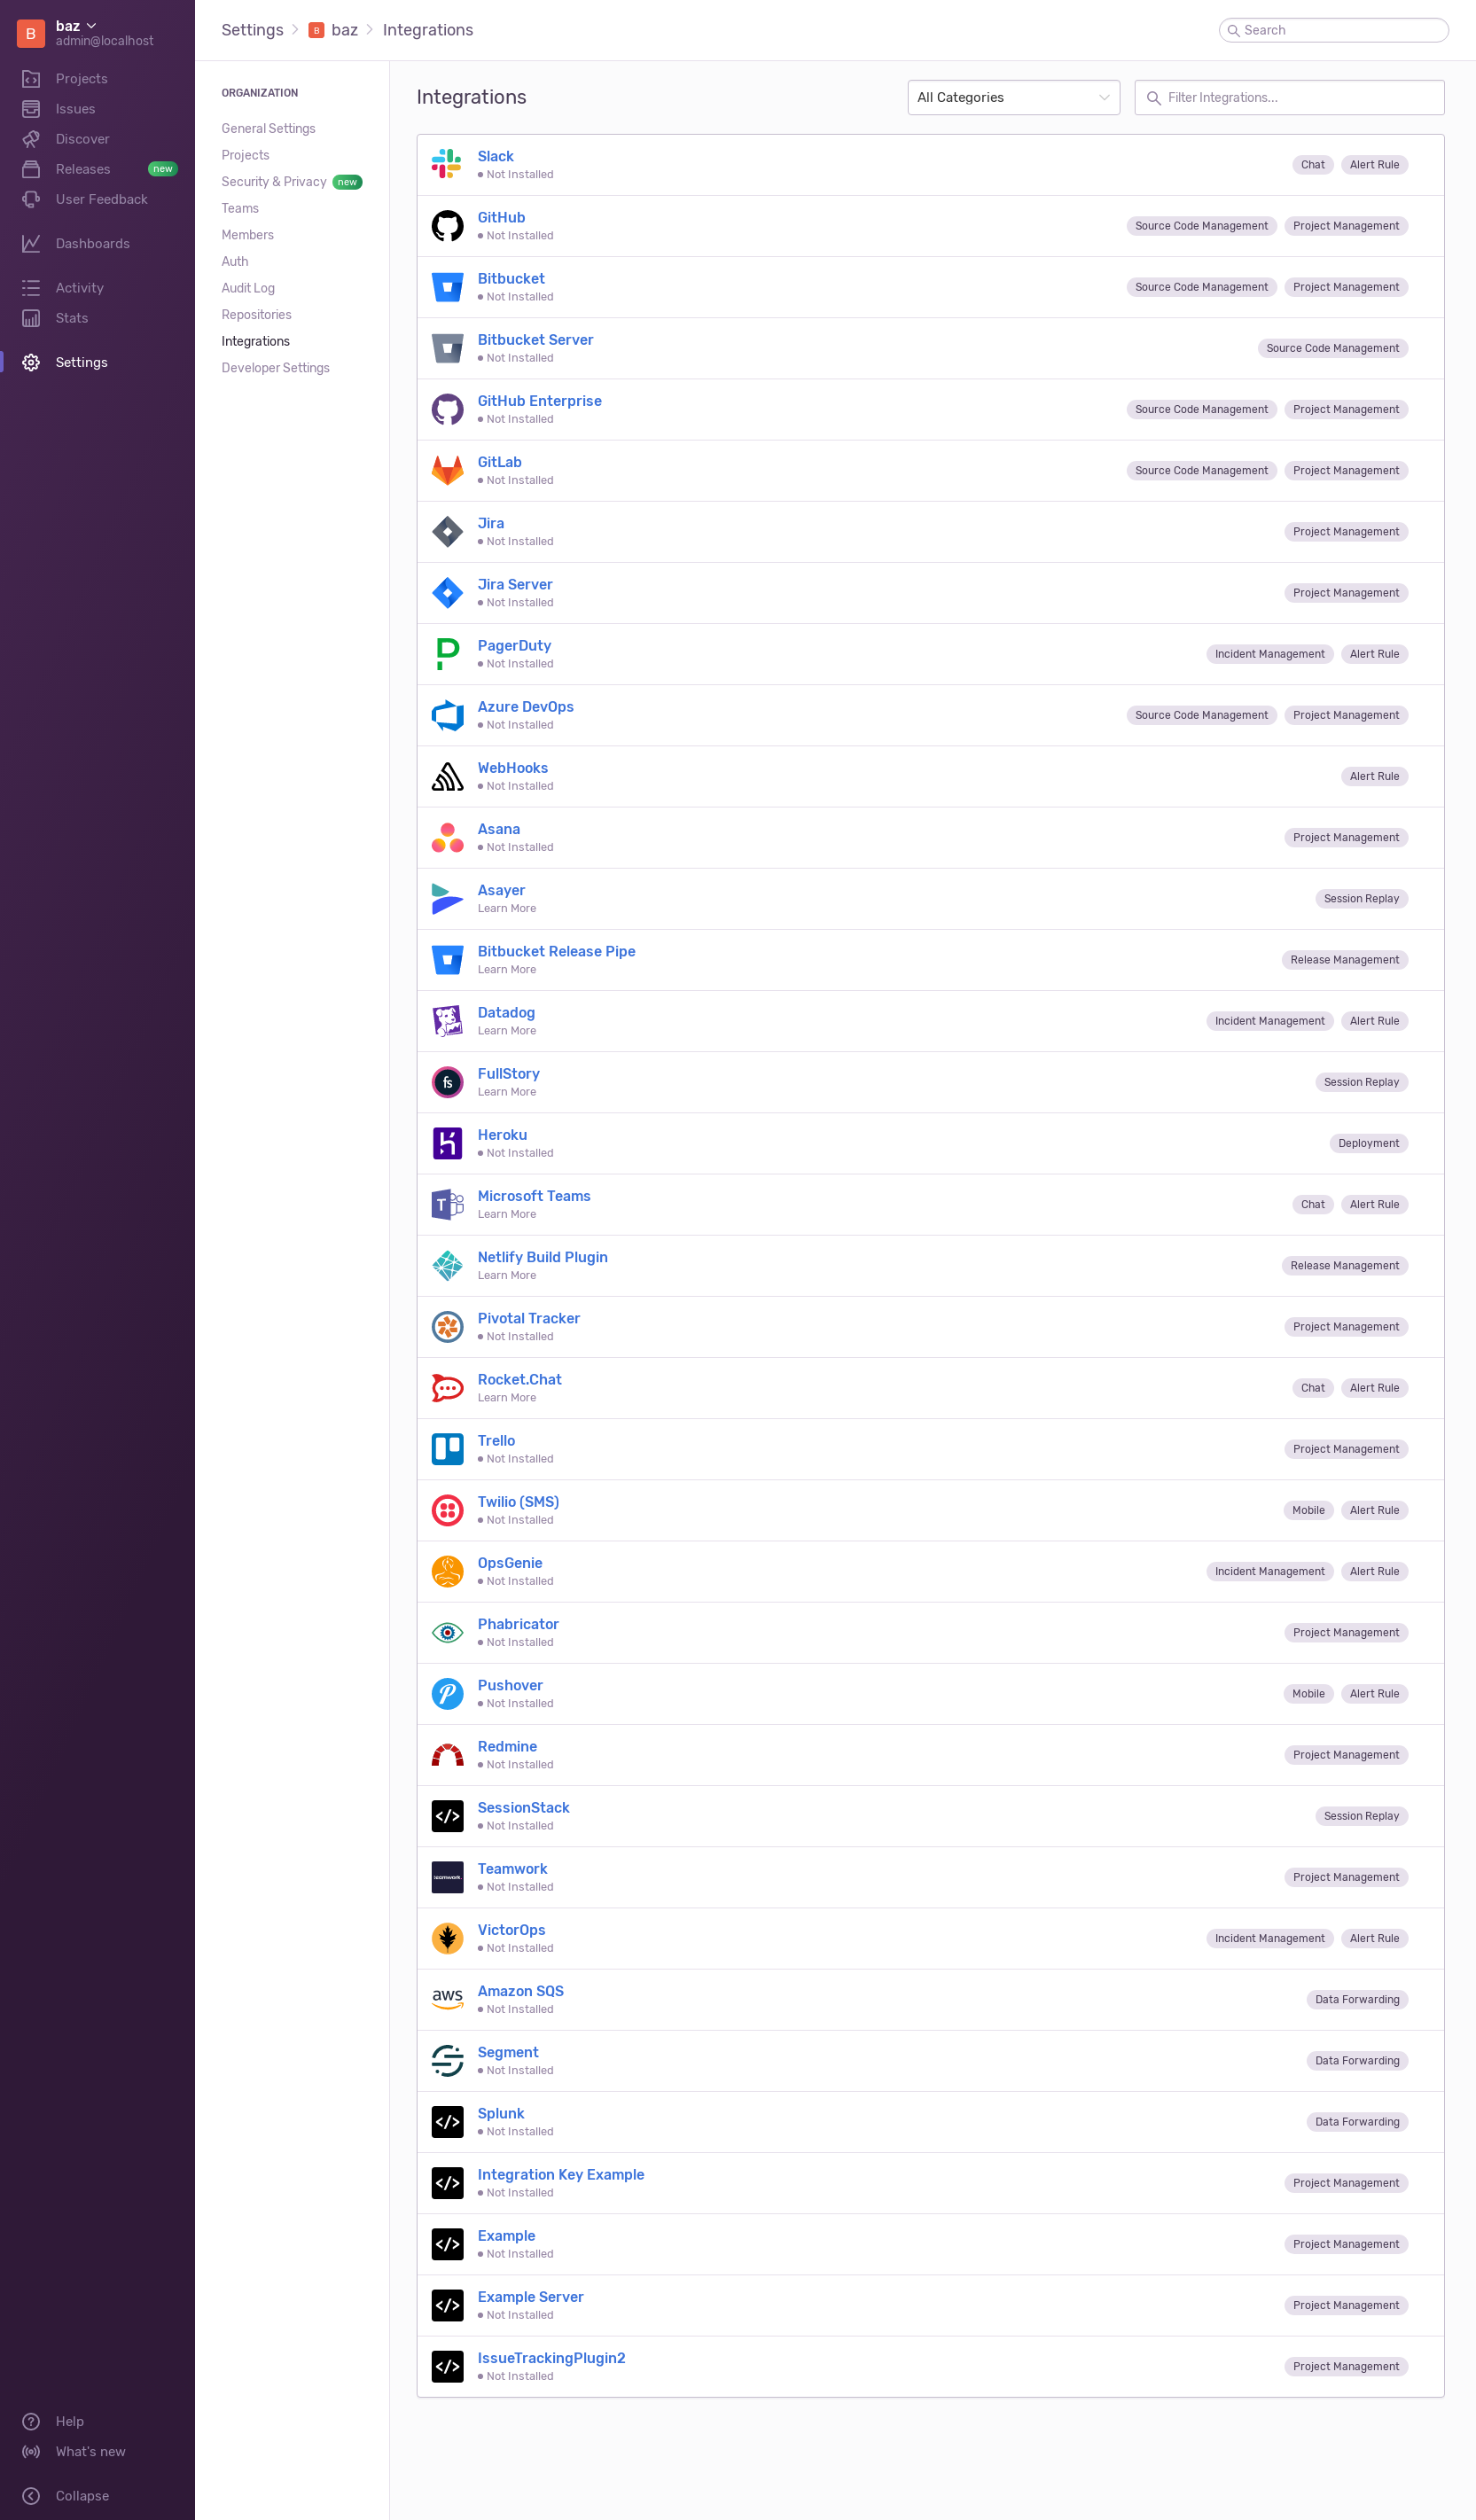 B
baz
admin@localhost
Projects
Issues
Discover
Releases new
User Feedback
Dashboards
Activity
Stats
Settings
Help
What's new
Collapse
Settings B baz Integrations
Search
ORGANIZATION
General Settings
Projects
Security & Privacy new
Teams
Members
Auth
Audit Log
Repositories
Integrations
Developer Settings
Integrations
All Categories
Filter Integrations...
Slack
Not Installed
Chat Alert Rule
GitHub
Not Installed
Source Code Management Project Management
Bitbucket
Not Installed
Source Code Management Project Management
Bitbucket Server
Not Installed
Source Code Management
GitHub Enterprise
Not Installed
Source Code Management Project Management
GitLab
Not Installed
Source Code Management Project Management
Jira
Not Installed
Project Management
Jira Server
Not Installed
Project Management
PagerDuty
Not Installed
Incident Management Alert Rule
Azure DevOps
Not Installed
Source Code Management Project Management
WebHooks
Not Installed
Alert Rule
Asana
Not Installed
Project Management
Asayer
Learn More
Session Replay
Bitbucket Release Pipe
Learn More
Release Management
Datadog
Learn More
Incident Management Alert Rule
fs
FullStory
Learn More
Session Replay
Heroku
Not Installed
Deployment
T
Microsoft Teams
Learn More
Chat Alert Rule
Netlify Build Plugin
Learn More
Release Management
Pivotal Tracker
Not Installed
Project Management
Rocket.Chat
Learn More
Chat Alert Rule
Trello
Not Installed
Project Management
Twilio (SMS)
Not Installed
Mobile Alert Rule
OpsGenie
Not Installed
Incident Management Alert Rule
Phabricator
Not Installed
Project Management
Pushover
Not Installed
Mobile Alert Rule
Redmine
Not Installed
Project Management
</>
SessionStack
Not Installed
Session Replay
teamwork.
Teamwork
Not Installed
Project Management
VictorOps
Not Installed
Incident Management Alert Rule
aws
Amazon SQS
Not Installed
Data Forwarding
Segment
Not Installed
Data Forwarding
</>
Splunk
Not Installed
Data Forwarding
</>
Integration Key Example
Not Installed
Project Management
</>
Example
Not Installed
Project Management
</>
Example Server
Not Installed
Project Management
</>
IssueTrackingPlugin2
Not Installed
Project Management